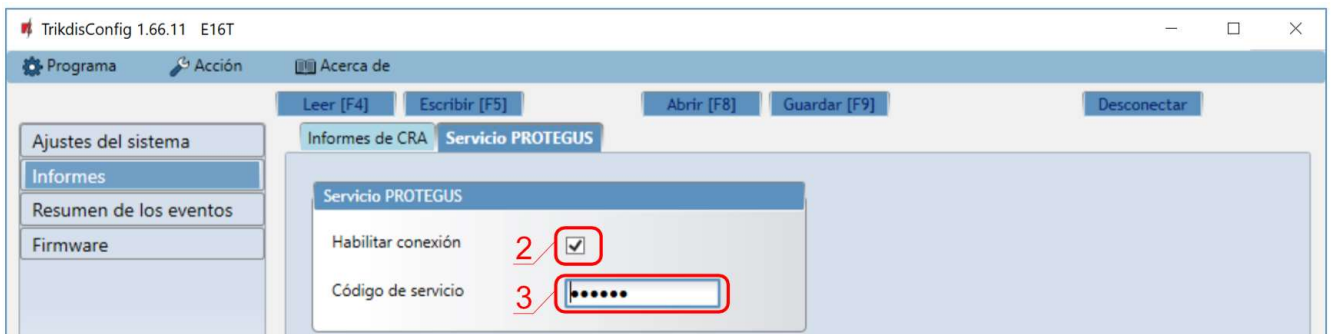 TrikdisConfig 1.66.11 E16T
Programa Acción Acerca de
Leer [F4] Escribir [F5] Abrir [F8] Guardar [F9] Desconectar
Ajustes del sistema
Informes
Resumen de los eventos
Firmware
Informes de CRA Servicio PROTEGUS
Servicio PROTEGUS
Habilitar conexión 2
Código de servicio 3 ••••••